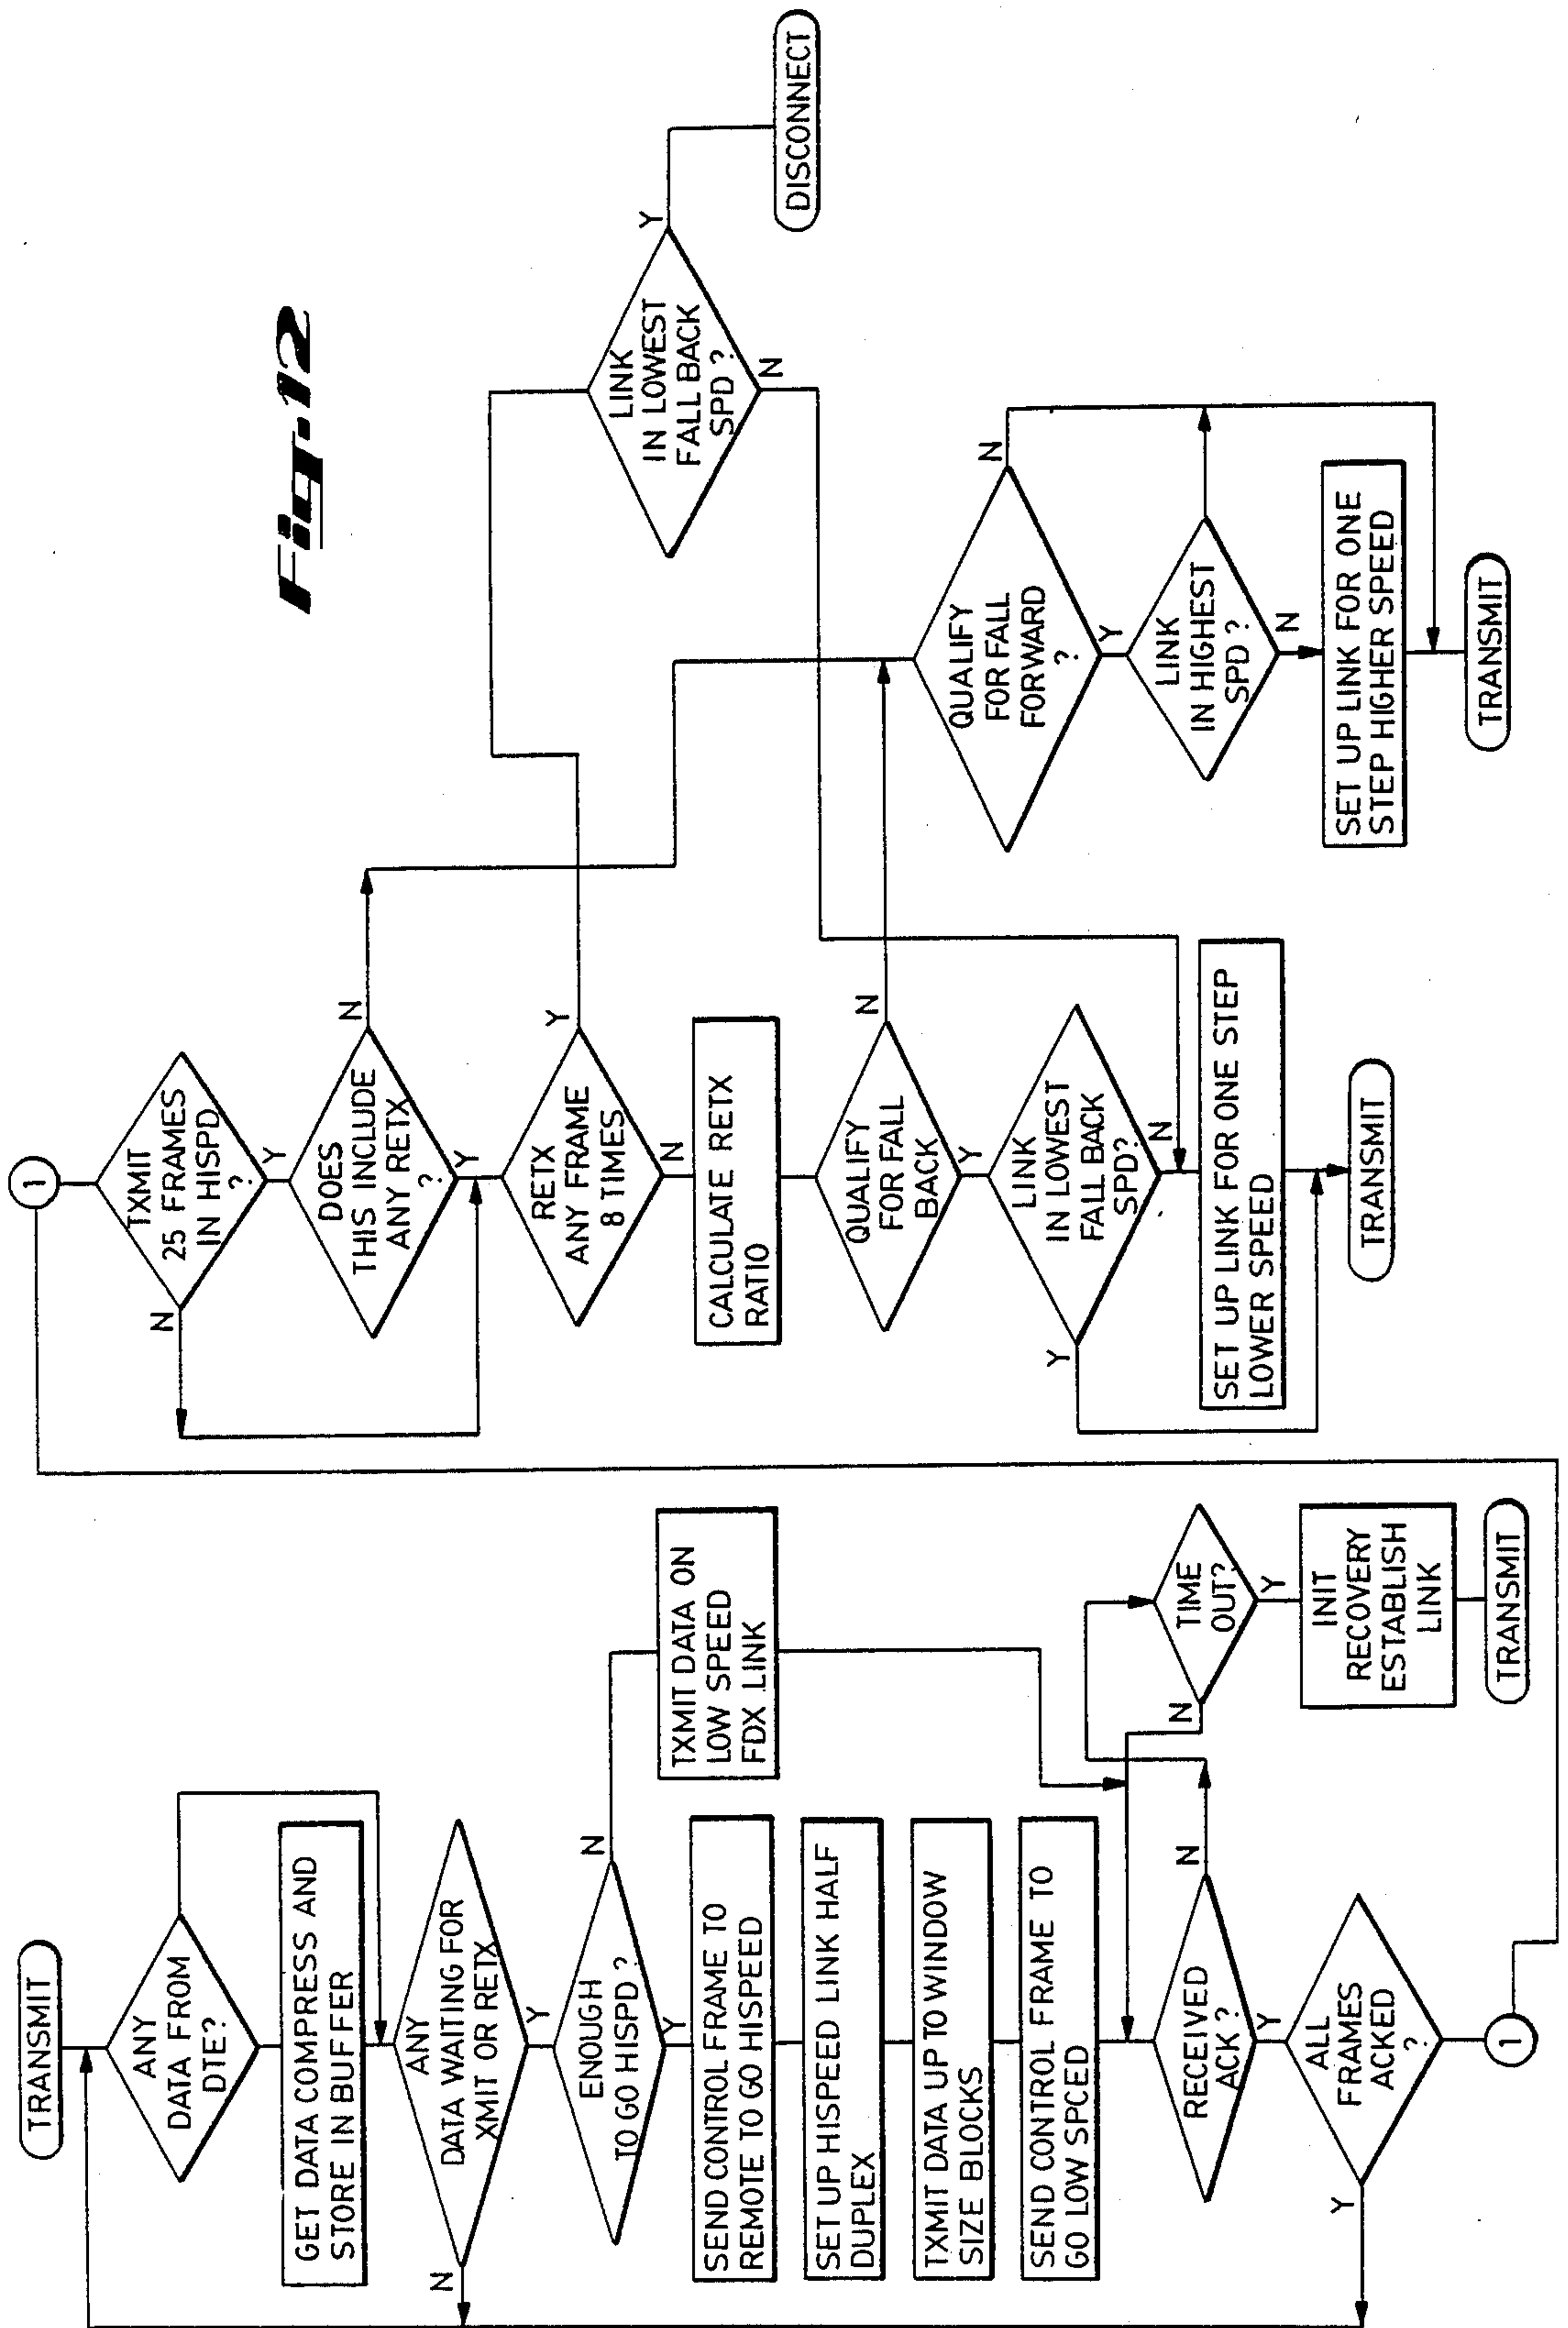 Fig-12
TRANSMIT
ANY
DATA FROM
DTE?
GET DATA COMPRESS AND
STORE IN BUFFER
ANY
DATA WAITING FOR
XMIT OR RETX
N
Y
ENOUGH
TO GO HISPD ?
N
Y
TXMIT DATA ON
LOW SPEED
FDX LINK
SEND CONTROL FRAME TO
REMOTE TO GO HISPEED
SET UP HISPEED LINK HALF
DUPLEX
TXMIT DATA UP TO WINDOW
SIZE BLOCKS
SEND CONTROL FRAME TO
GO LOW SPCED
RECEIVED
ACK?
N
Y
TIME
OUT?
N
Y
INIT
RECOVERY
ESTABLISH
LINK
TRANSMIT
ALL
FRAMES
ACKED
?
Y
1
1
TXMIT
25 FRAMES
IN HISPD
?
N
Y
DOES
THIS INCLUDE
ANY RETX
?
N
Y
RETX
ANY FRAME
8 TIMES
Y
N
CALCULATE RETX
RATIO
QUALIFY
FOR FALL
BACK
N
Y
LINK
IN LOWEST
FALL BACK
SPD?
Y
N
SET UP LINK FOR ONE STEP
LOWER SPEED
TRANSMIT
LINK
IN LOWEST
FALL BACK
SPD ?
Y
N
DISCONNECT
QUALIFY
FOR FALL
FORWARD
?
N
Y
LINK
IN HIGHEST
SPD ?
N
SET UP LINK FOR ONE
STEP HIGHER SPEED
TRANSMIT